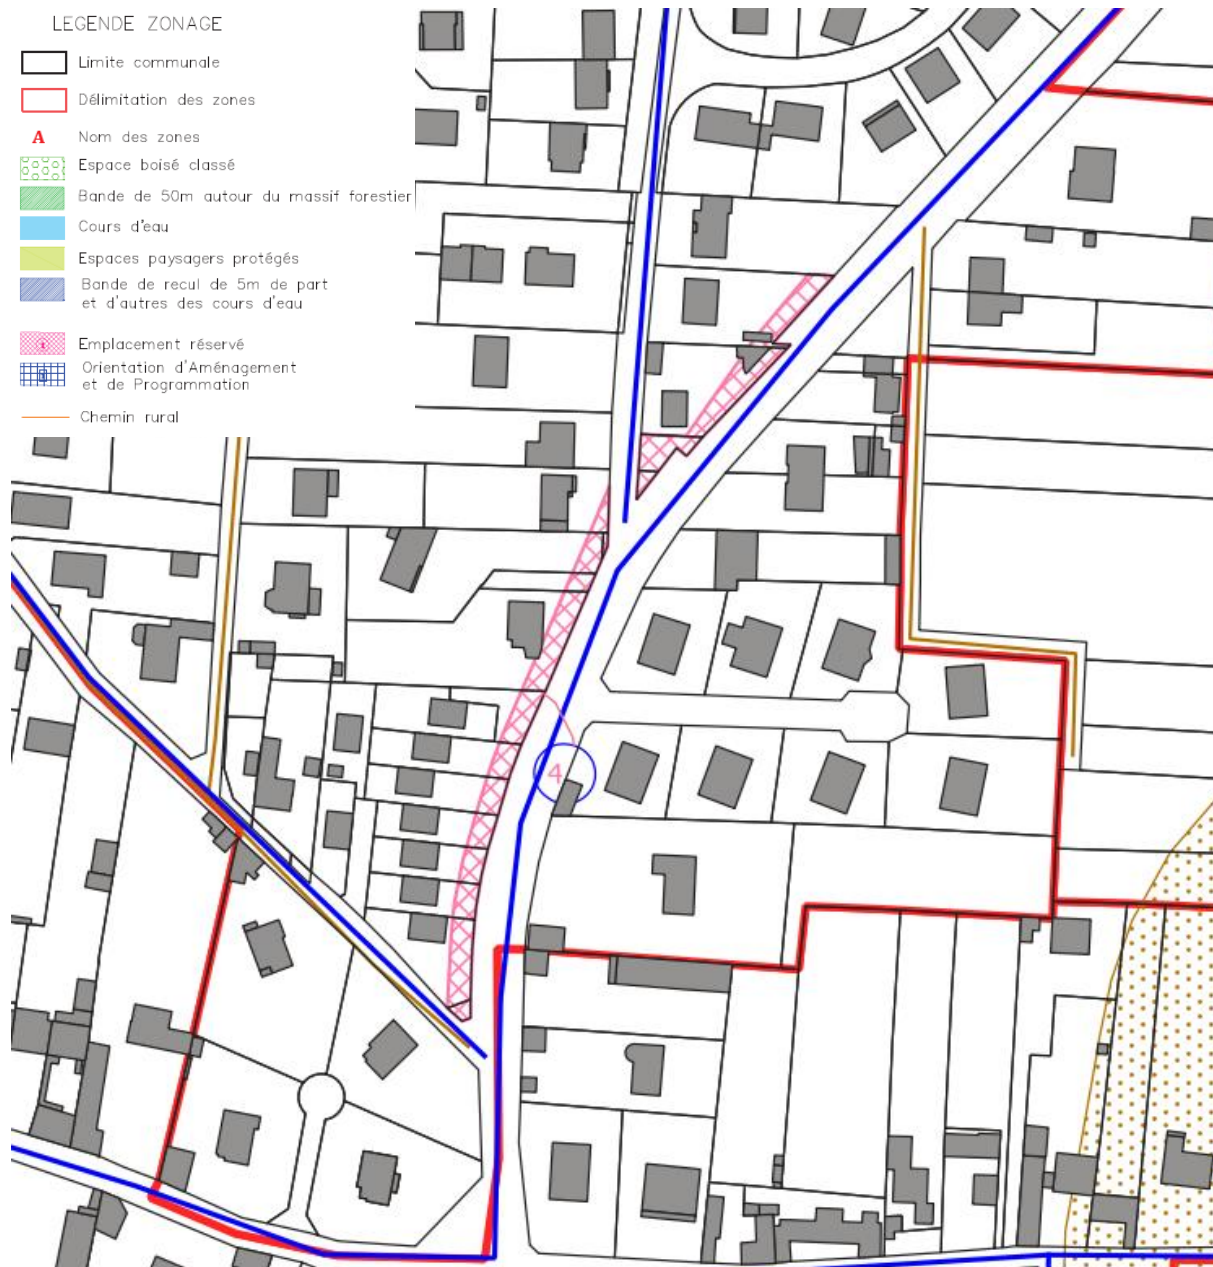 LEGENDE ZONAGE
Limite communale
Délimitation des zones
A Nom des zones
Espace boisé classé
Bande de 50m autour du massif forestier
Cours d'eau
Espaces paysagers protégés
Bande de recul de 5m de part
et d'autres des cours d'eau
Emplacement réservé
Orientation d'Aménagement
et de Programmation
Chemin rural
4